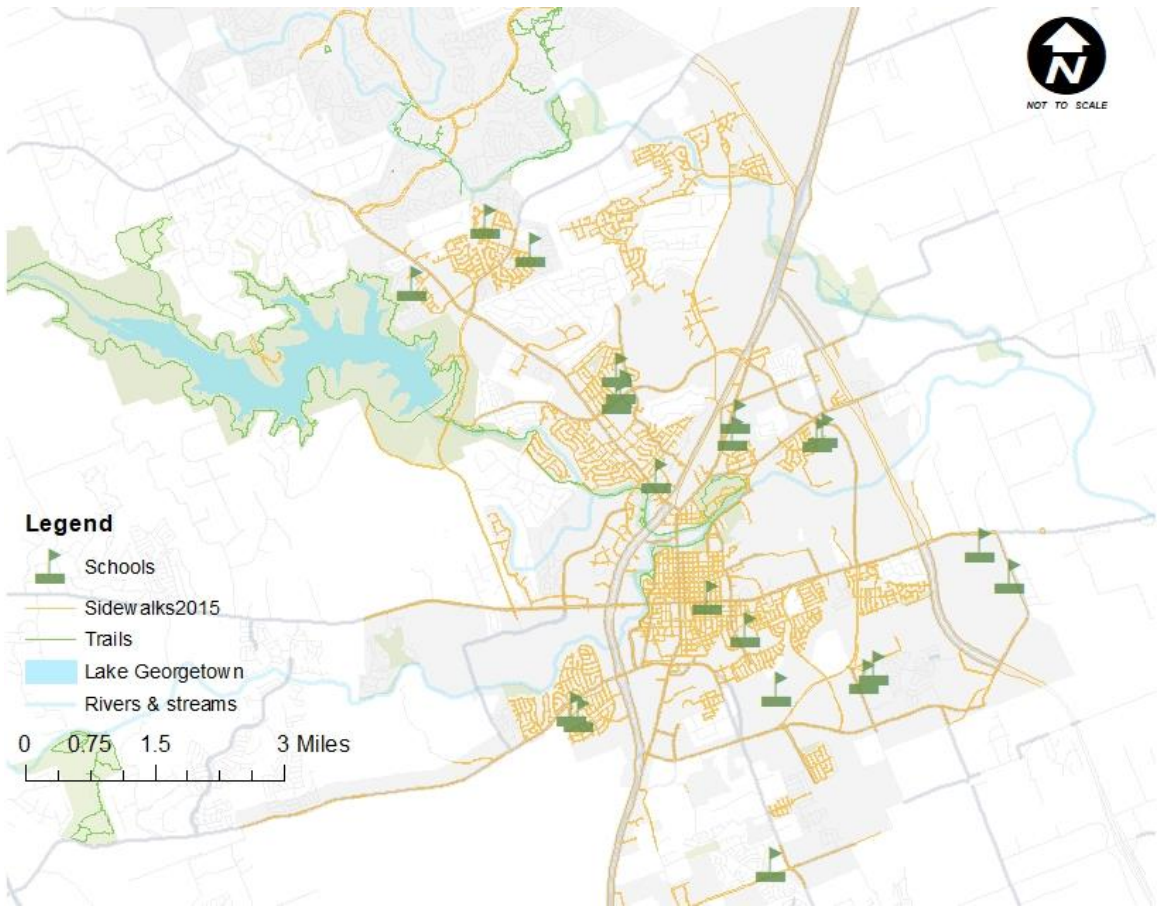 N
NOT TO SCALE
Legend
Schools
Sidewalks2015
Trails
Lake Georgetown
Rivers & streams
0 0.75 1.5 3 Miles